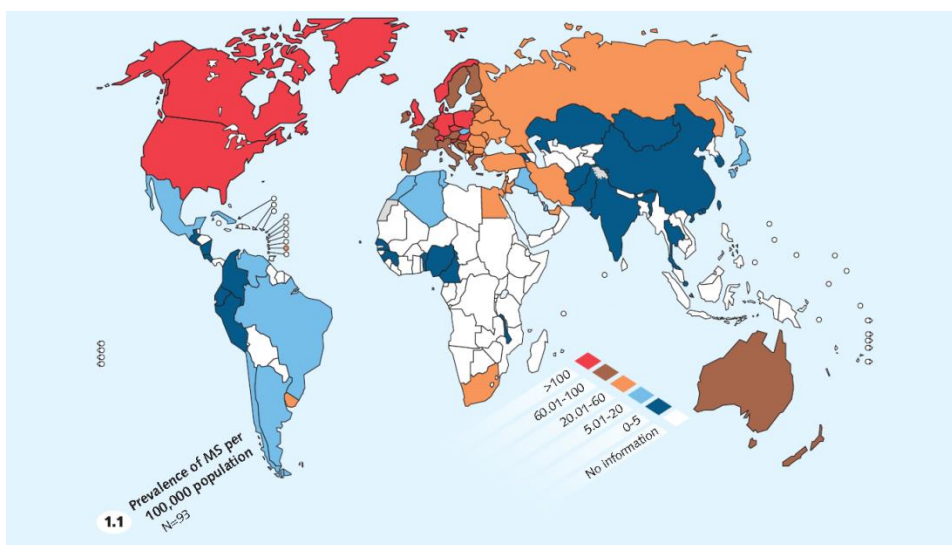 >100
60.01-100
20.01-60
5.01-20
0-5
No information
1.1
Prevalence of MS per
100,000 population
N=93